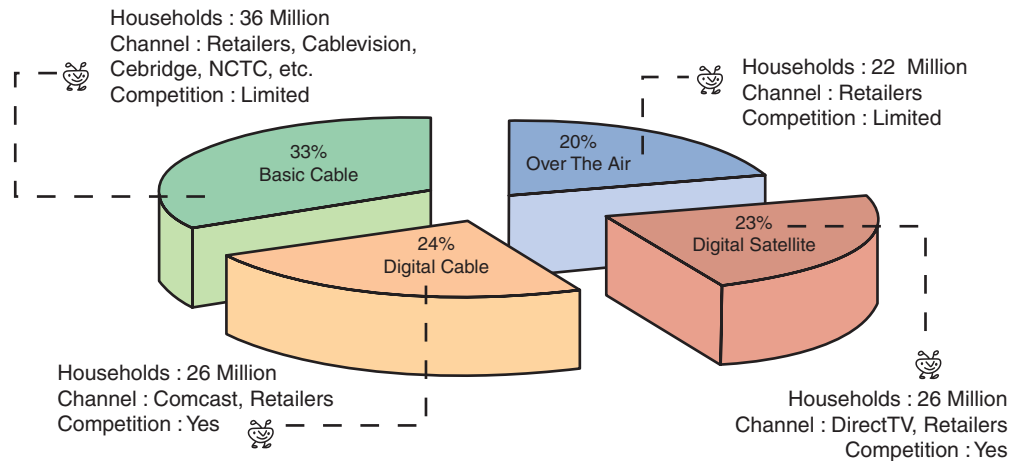 Households : 36 Million
Channel : Retailers, Cablevision,
Cebridge, NCTC, etc.
Competition : Limited
Households : 22 Million
Channel : Retailers
Competition : Limited
33%
Basic Cable
20%
Over The Air
24%
Digital Cable
23%
Digital Satellite
Households : 26 Million
Channel : Comcast, Retailers
Competition : Yes
Households : 26 Million
Channel : DirectTV, Retailers
Competition : Yes